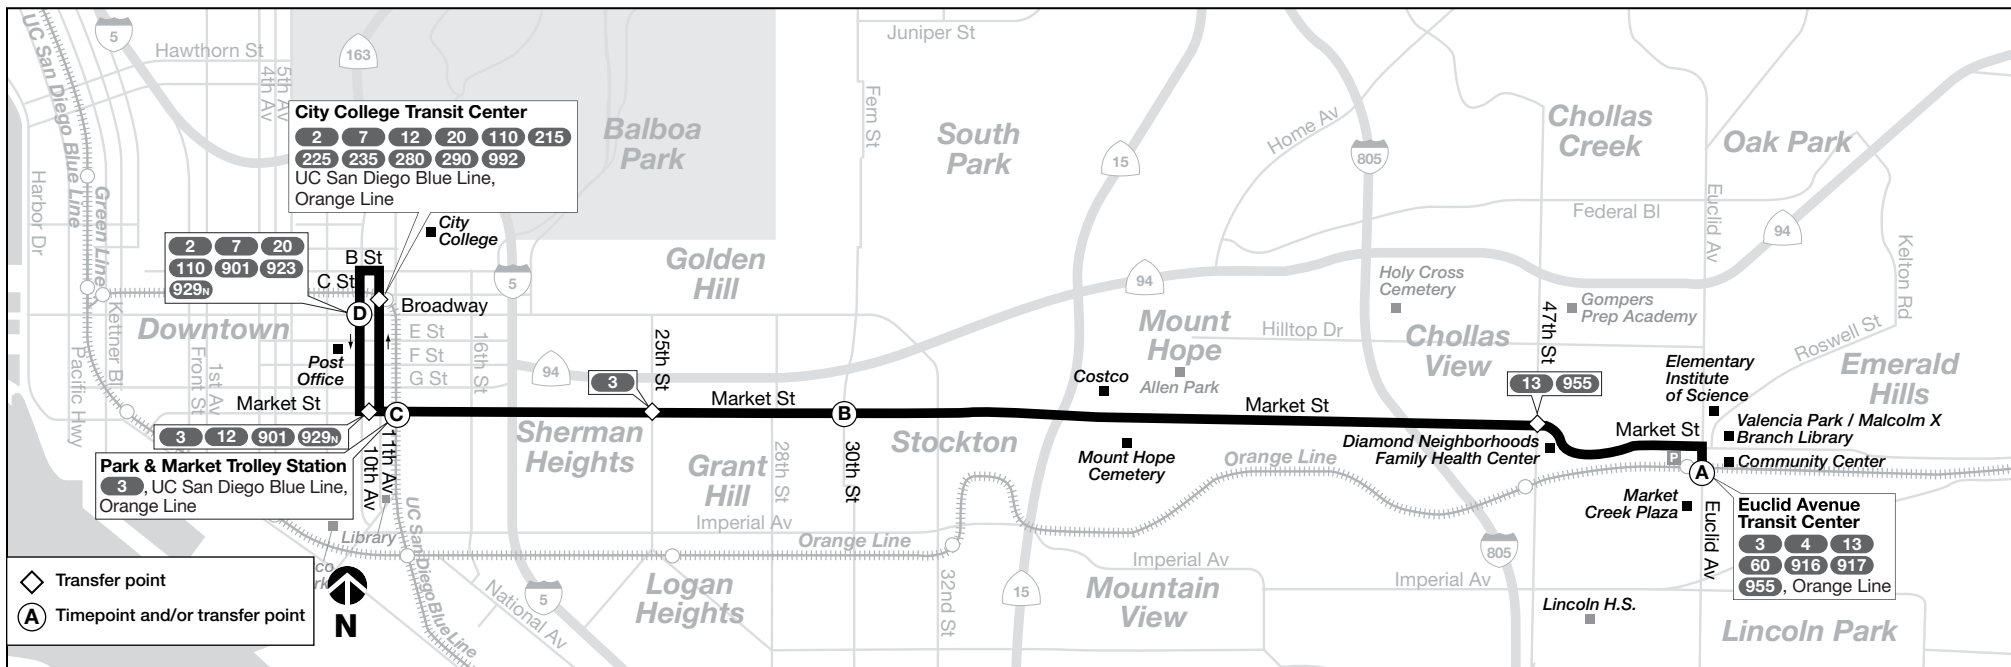 UC San Diego Blue Line
5
Hawthorn St
4th Av
5th Av
163
Juniper St
Fern St
Balboa
Park
South
Park
15
Home Av
805
Chollas
Creek
Oak Park
Euclid Av
Federal Bl
94
Kelton Rd
City College Transit Center
2 7 12 20 110 215
225 235 280 290 992
UC San Diego Blue Line,
Orange Line
Harbor Dr
Green Line
2 7 20
110 901 923
929N
City
College
B St
C St
D
Broadway
Downtown
Kettner Bl
Pacific Hwy
Front St
1st Av
Post
Office
E St
F St
G St
16th St
5
94
Golden
Hill
94
25th St
3
Market St
Market St
C
B
3 12 901 929N
Park & Market Trolley Station
3, UC San Diego Blue Line,
Orange Line
10th Av
11th Av
Library
UC San Diego Blue Line
Sherman
Heights
Grant
Hill
28th St
30th St
Stockton
Imperial Av
Orange Line
Logan
Heights
National Av
5
32nd St
Costco
Mount
Hope
Allen Park
Hilltop Dr
Holy Cross
Cemetery
Chollas
View
47th St
Gompers
Prep Academy
13 955
Market St
Mount Hope
Cemetery
Orange Line
Diamond Neighborhoods
Family Health Center
Market St
P
A
Elementary
Institute
of Science
Roswell St
Emerald
Hills
Valencia Park / Malcolm X
Branch Library
Community Center
Market
Creek Plaza
Euclid Av
Euclid Avenue
Transit Center
3 4 13
60 916 917
955, Orange Line
15
Imperial Av
Mountain
View
Imperial Av
805
Lincoln H.S.
Lincoln Park
Transfer point
A Timepoint and/or transfer point
N